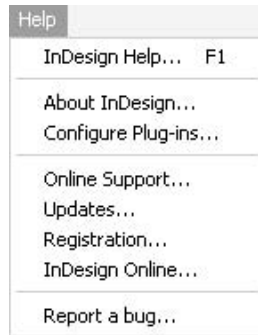 Help
InDesign Help... F1
About InDesign...
Configure Plug-ins...
Online Support...
Updates...
Registration...
InDesign Online...
Report a bug...